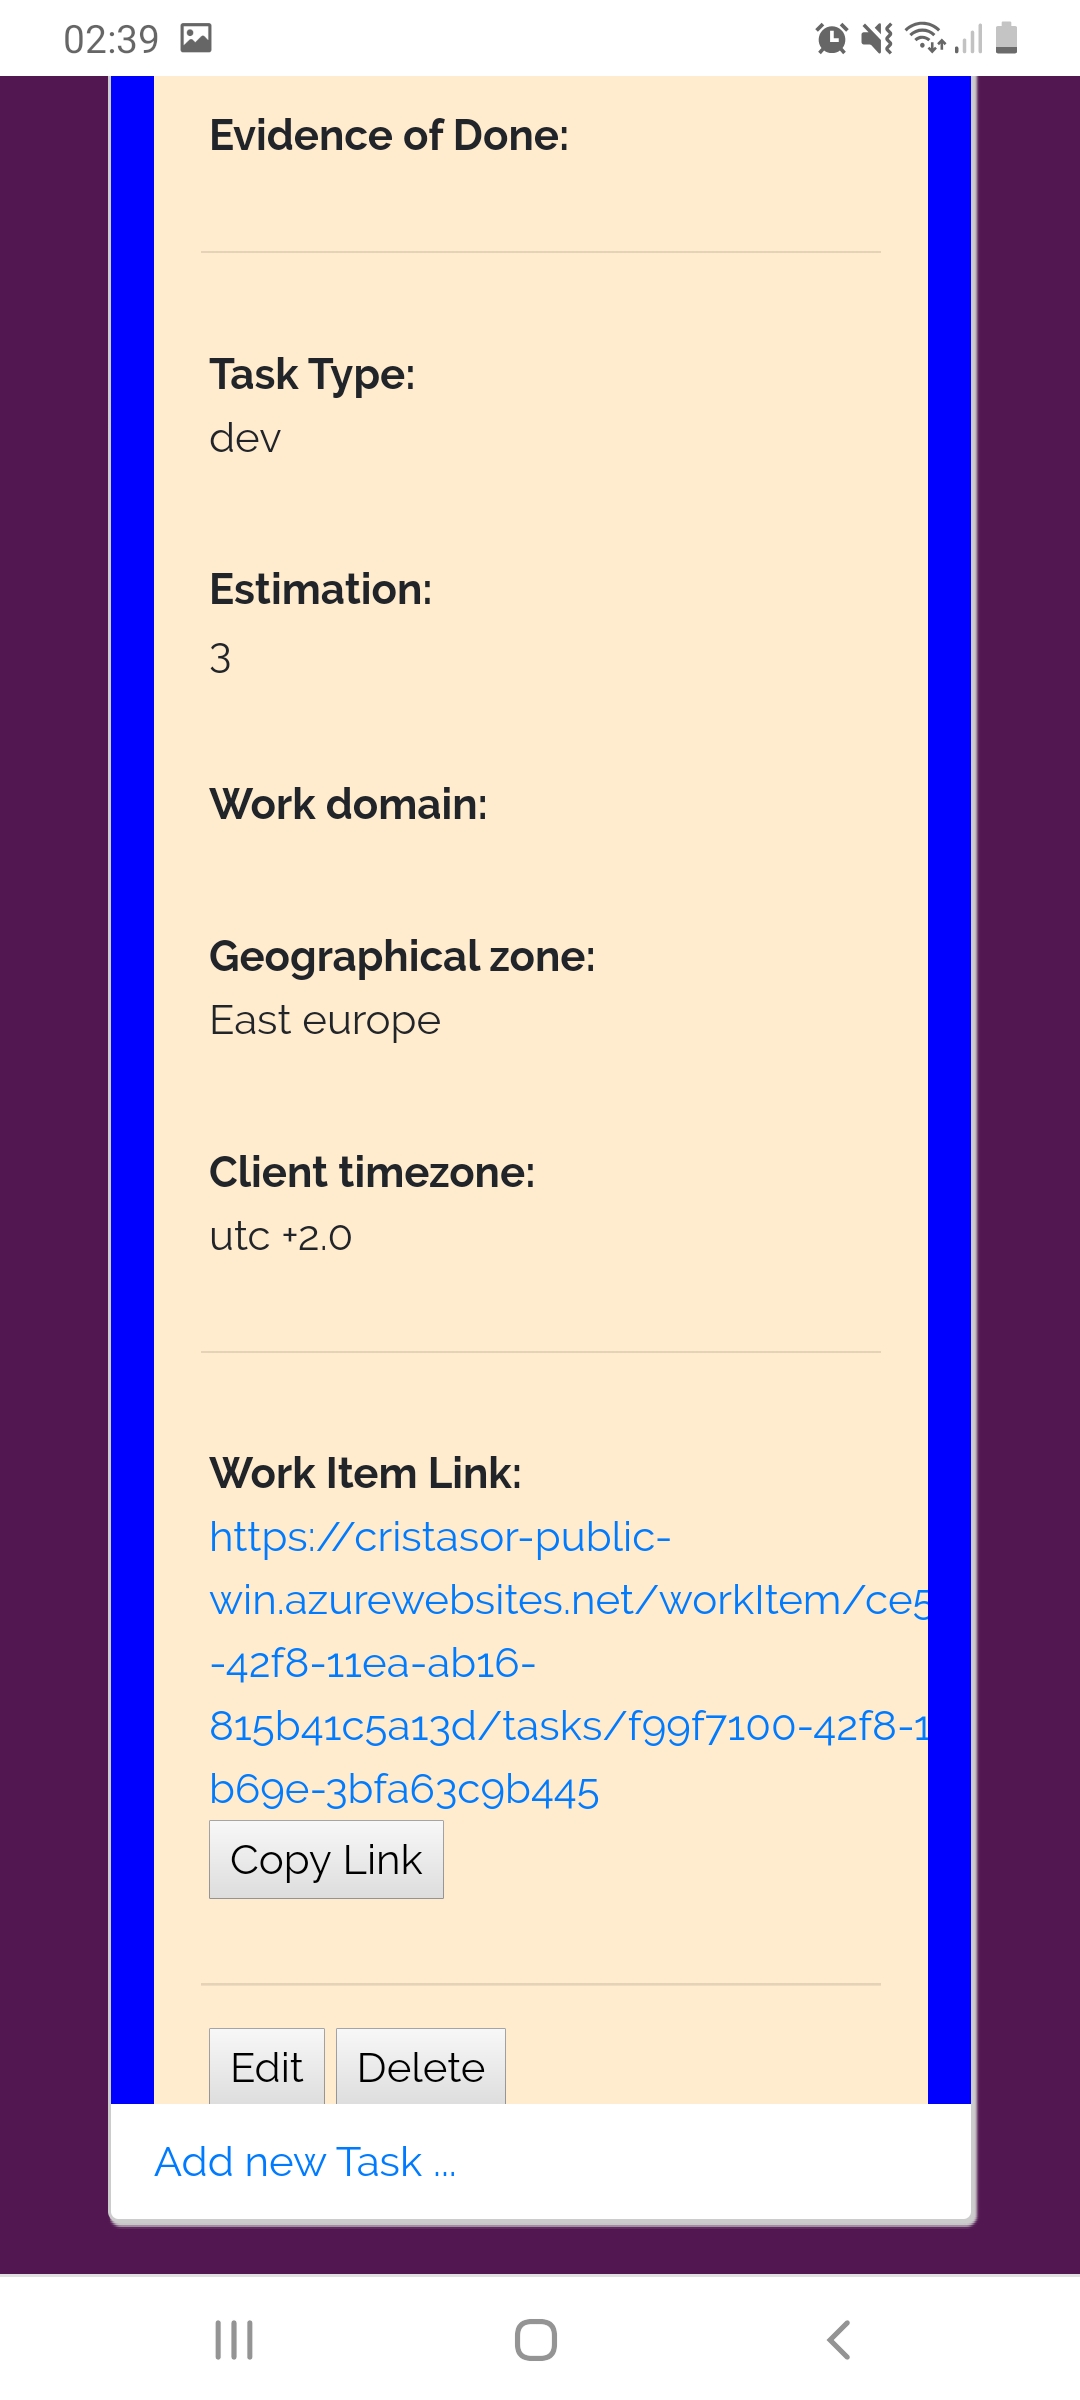 02:39
Evidence of Done:
Task Type:
dev
Estimation:
3
Work domain:
Geographical zone:
East europe
Client timezone:
utc +2.0
Work Item Link:
https://cristasor-public-
win.azurewebsites.net/workItem/ce5
-42f8-11ea-ab16-
815b41c5a13d/tasks/f99f7100-42f8-1
b69e-3bfa63c9b445
Copy Link
Edit Delete
Add new Task ...